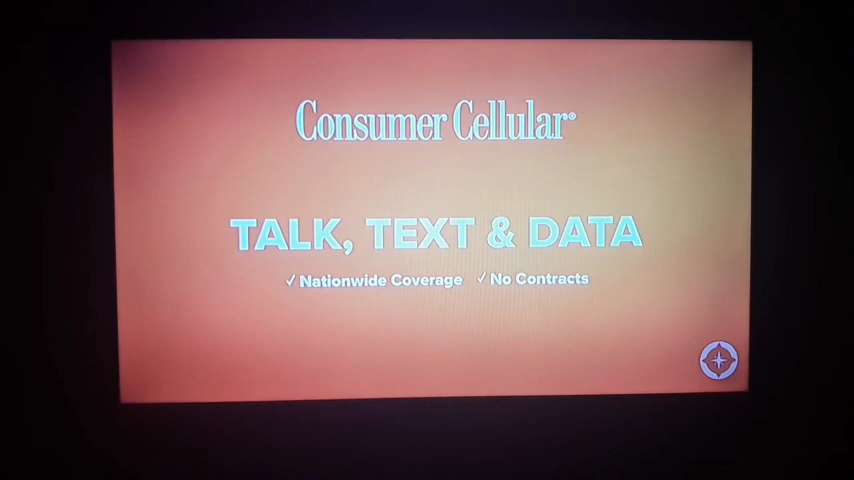 Consumer Cellular®
TALK, TEXT & DATA
✓ Nationwide Coverage ✓ No Contracts